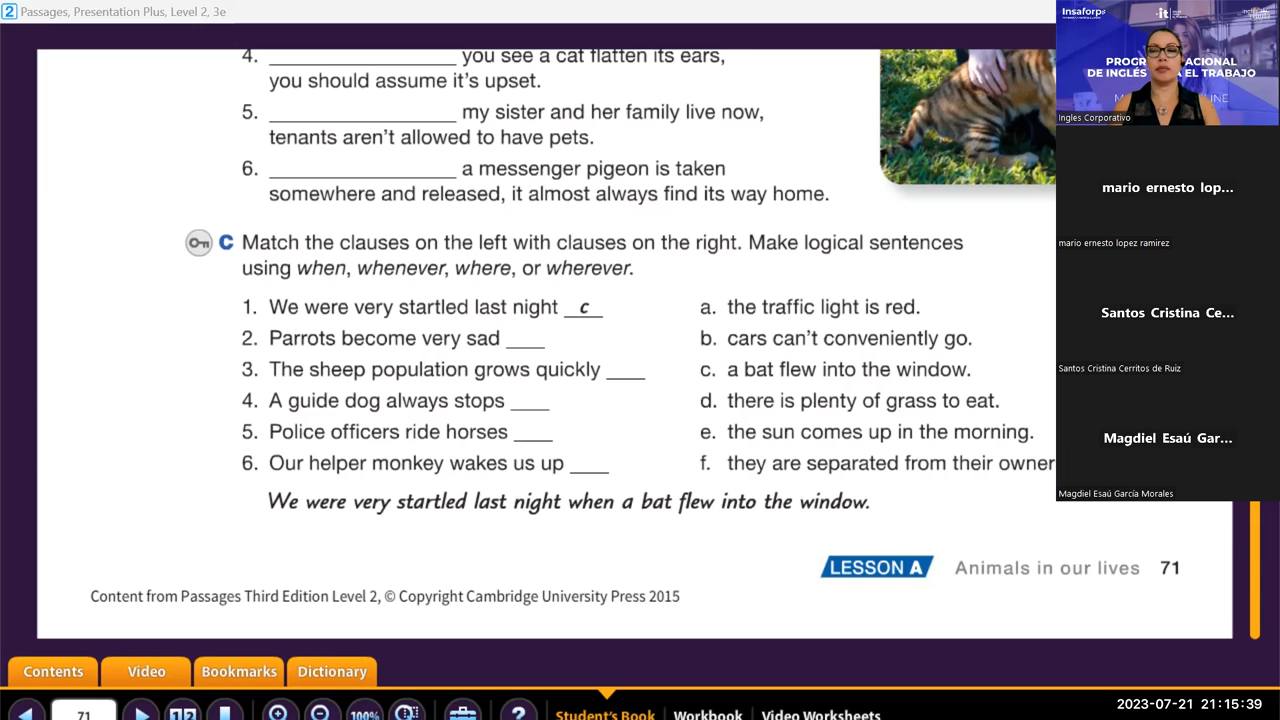 Passages, Presentation Plus, Level 2, 3e
4. ________________ you see a cat flatten its ears,
you should assume it's upset.
5. ________________ my sister and her family live now,
tenants aren't allowed to have pets.
6. ________________ a messenger pigeon is taken
somewhere and released, it almost always find its way home.
C Match the clauses on the left with clauses on the right. Make logical sentences
using when, whenever, where, or wherever.
1. We were very startled last night __c__
2. Parrots become very sad ____
3. The sheep population grows quickly ____
4. A guide dog always stops ____
5. Police officers ride horses ____
6. Our helper monkey wakes us up ____
a. the traffic light is red.
b. cars can't conveniently go.
c. a bat flew into the window.
d. there is plenty of grass to eat.
e. the sun comes up in the morning.
f. they are separated from their owner
We were very startled last night when a bat flew into the window.
LESSON A Animals in our lives 71
Content from Passages Third Edition Level 2, © Copyright Cambridge University Press 2015
Contents Video Bookmarks Dictionary
71 1 2 100% ? Student's Book Workbook Video Worksheets
Insaforp
·it
PROGR ACIONAL
DE INGLÉS A EL TRABAJO
Ingles Corporativo
mario ernesto lop...
mario ernesto lopez ramirez
Santos Cristina Ce...
Santos Cristina Cerritos de Ruiz
Magdiel Esaú Gar...
Magdiel Esaú García Morales
2023-07-21 21:15:39